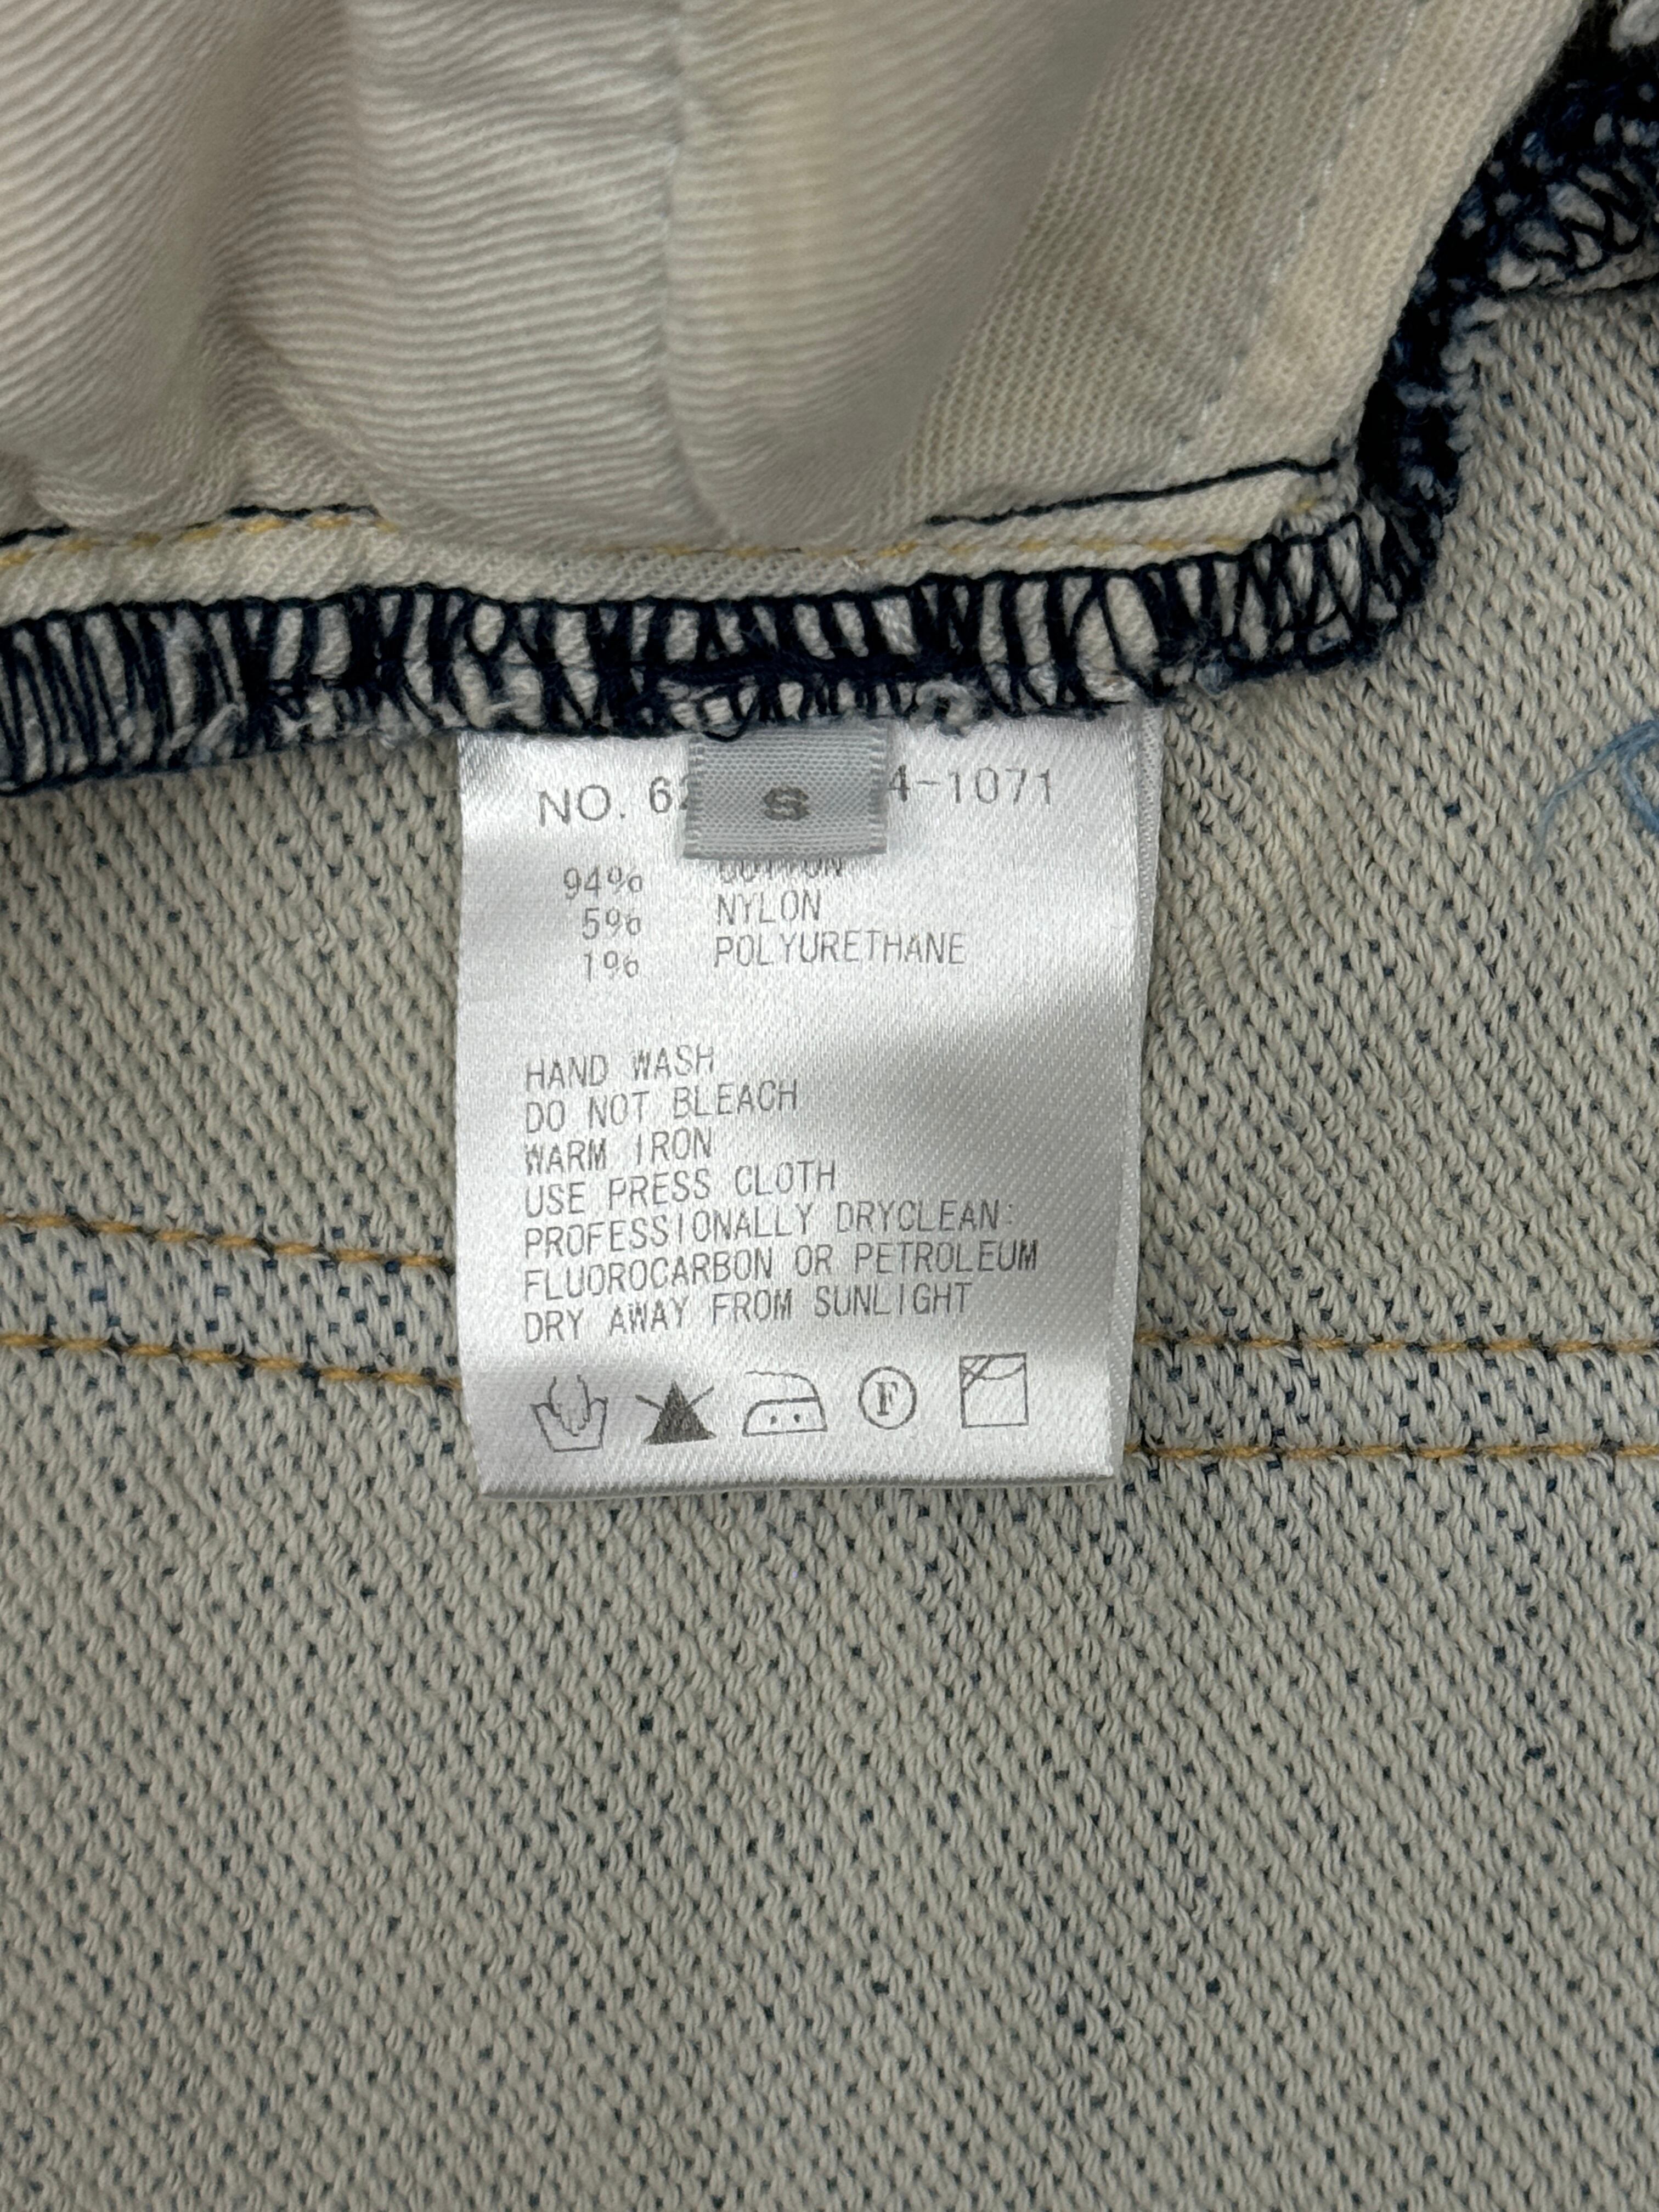 NO. 62 4-1071
S
94% COTTON
5% NYLON
1% POLYURETHANE
HAND WASH
DO NOT BLEACH
WARM IRON
USE PRESS CLOTH
PROFESSIONALLY DRYCLEAN:
FLUOROCARBON OR PETROLEUM
DRY AWAY FROM SUNLIGHT
F